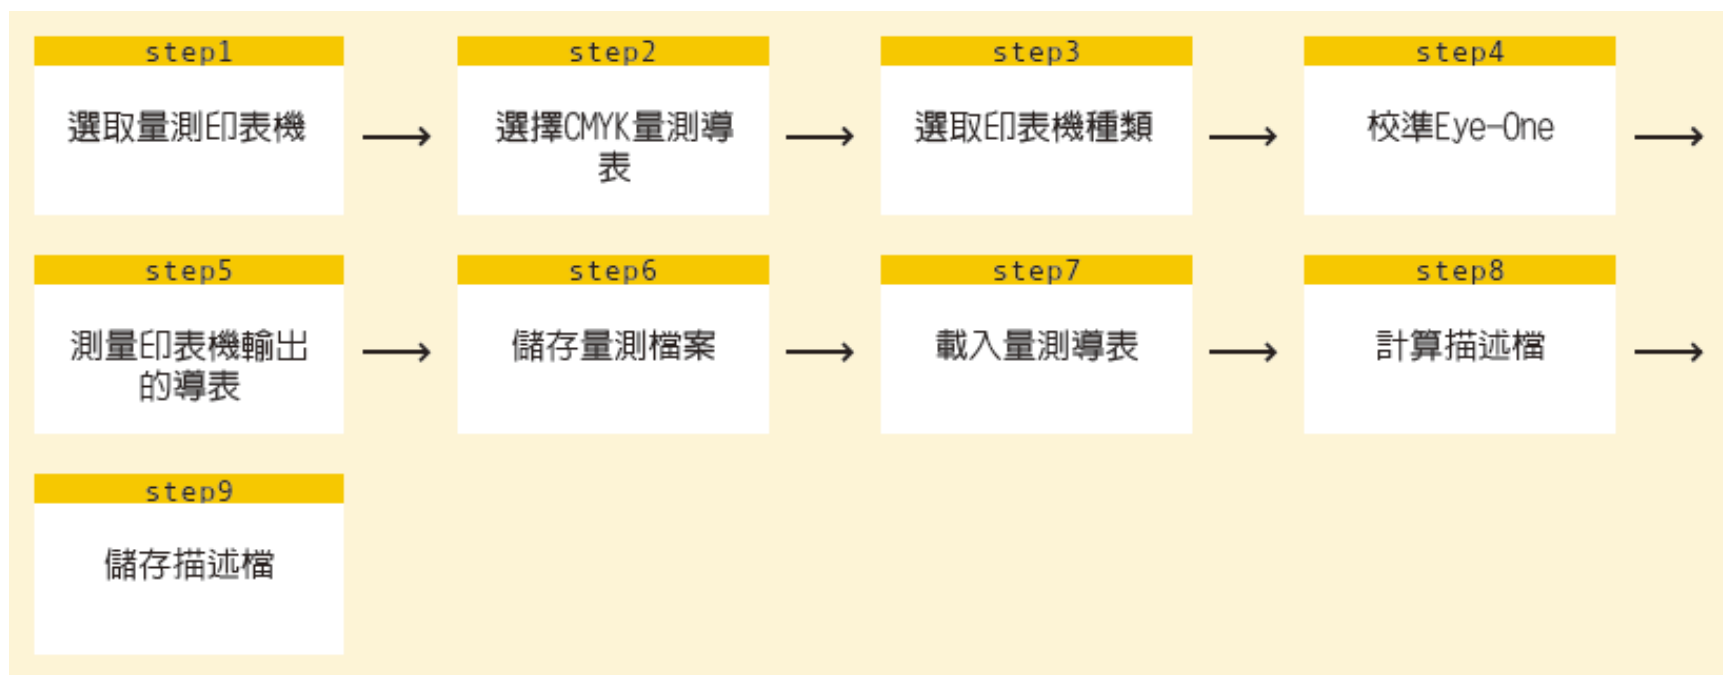 step1
選取量測印表機
step2
選擇CMYK量測導
表
step3
選取印表機種類
step4
校準Eye-One
step5
測量印表機輸出
的導表
step6
儲存量測檔案
step7
載入量測導表
step8
計算描述檔
step9
儲存描述檔